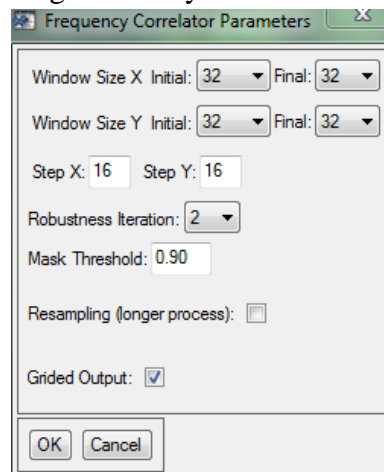 Frequency Correlator Parameters
Window Size X Initial: 32 Final: 32
Window Size Y Initial: 32 Final: 32
Step X: 16 Step Y: 16
Robustness Iteration: 2
Mask Threshold: 0.90
Resampling (longer process):
Grided Output:
OK Cancel